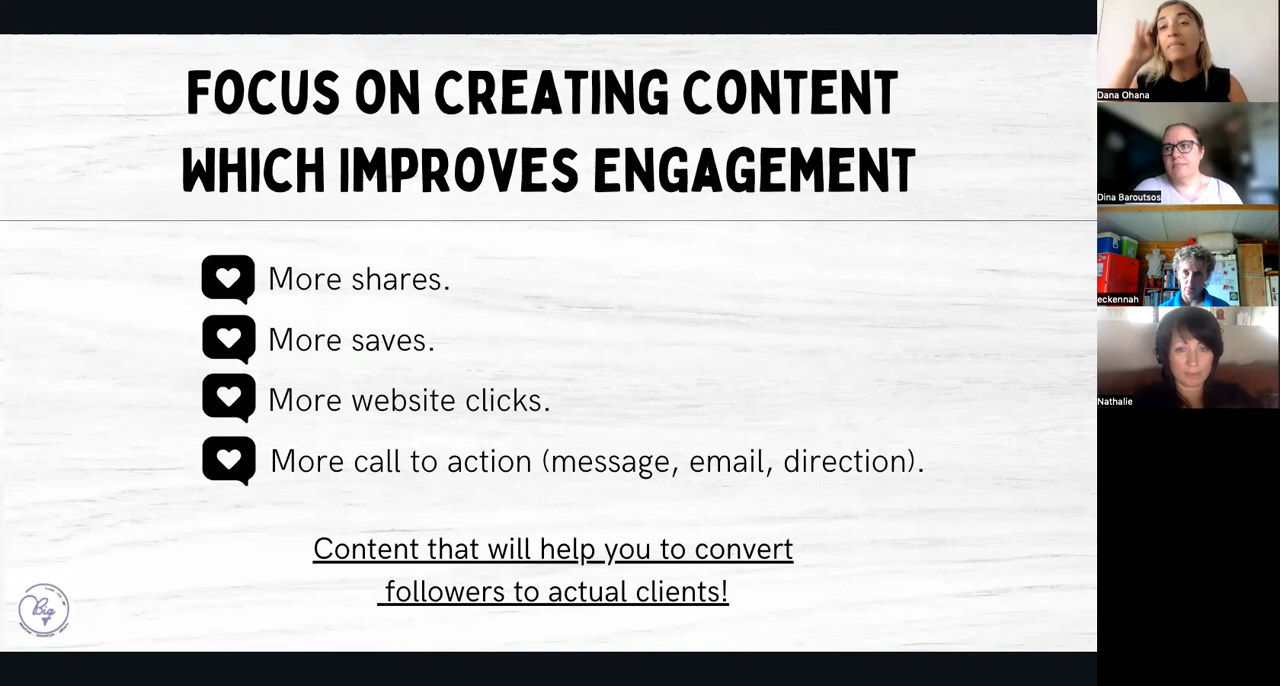 FOCUS ON CREATING CONTENT
WHICH IMPROVES ENGAGEMENT
More shares.
More saves.
More website clicks.
More call to action (message, email, direction).
Content that will help you to convert
followers to actual clients!
Big
Dana Ohana
Dina Baroutsos
eckennah
Nathalie